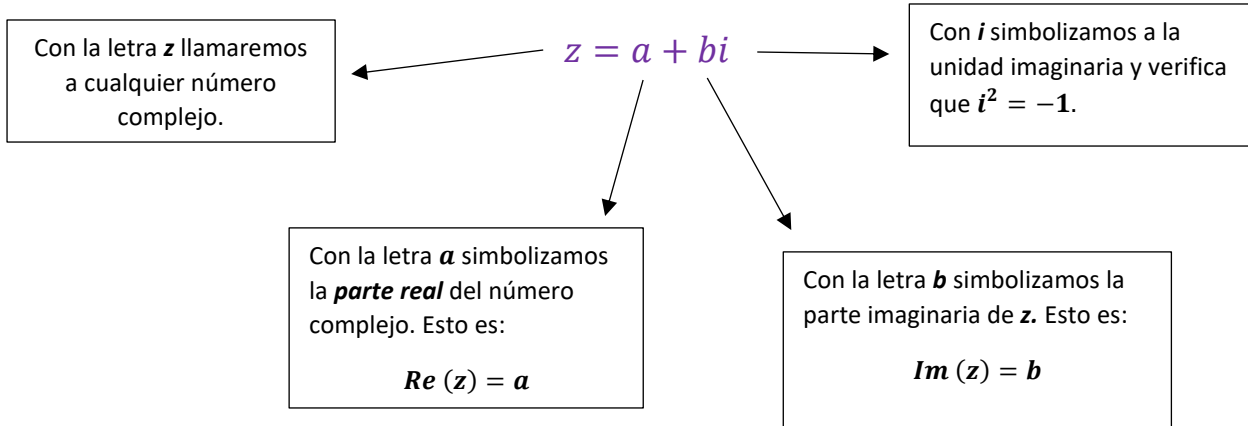 Con la letra z llamaremos
a cualquier número
complejo.
z = a + bi
Con i simbolizamos a la
unidad imaginaria y verifica
que i² = −1.
Con la letra a simbolizamos
la parte real del número
complejo. Esto es:
Re (z) = a
Con la letra b simbolizamos la
parte imaginaria de z. Esto es:
Im (z) = b